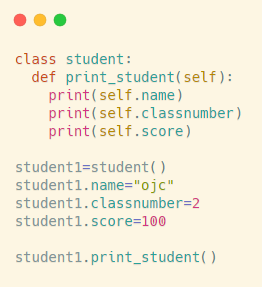 class student:
  def print_student(self):
    print(self.name)
    print(self.classnumber)
    print(self.score)

student1=student()
student1.name="ojc"
student1.classnumber=2
student1.score=100

student1.print_student()